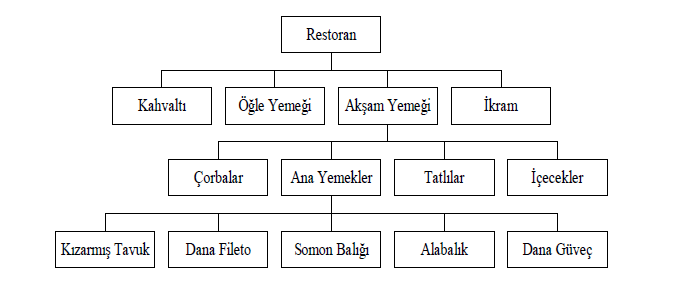 Restoran
Kahvaltı
Öğle Yemeği
Akşam Yemeği
İkram
Çorbalar
Ana Yemekler
Tatlılar
İçecekler
Kızarmış Tavuk
Dana Fileto
Somon Balığı
Alabalık
Dana Güveç